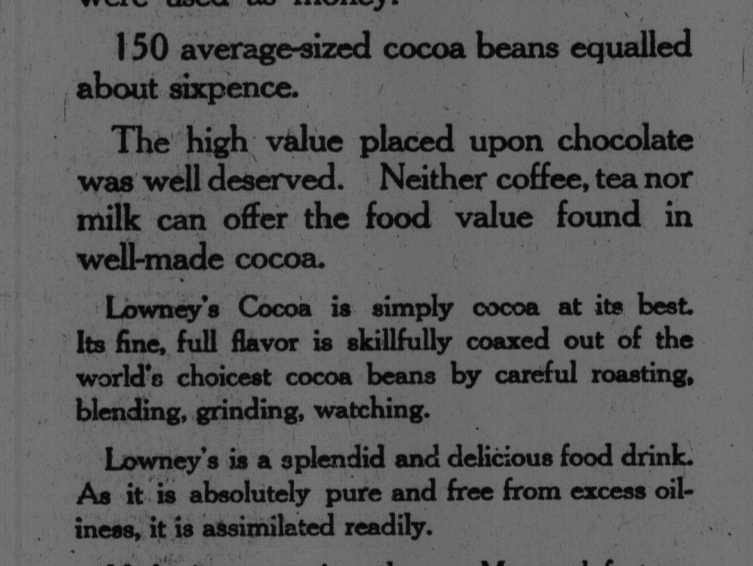 were used as money.
150 average-sized cocoa beans equalled
about sixpence.
The high value placed upon chocolate
was well deserved. Neither coffee, tea nor
milk can offer the food value found in
well-made cocoa.
Lowney's Cocoa is simply cocoa at its best.
Its fine, full flavor is skillfully coaxed out of the
world's choicest cocoa beans by careful roasting,
blending, grinding, watching.
Lowney's is a splendid and delicious food drink.
As it is absolutely pure and free from excess oil-
iness, it is assimilated readily.